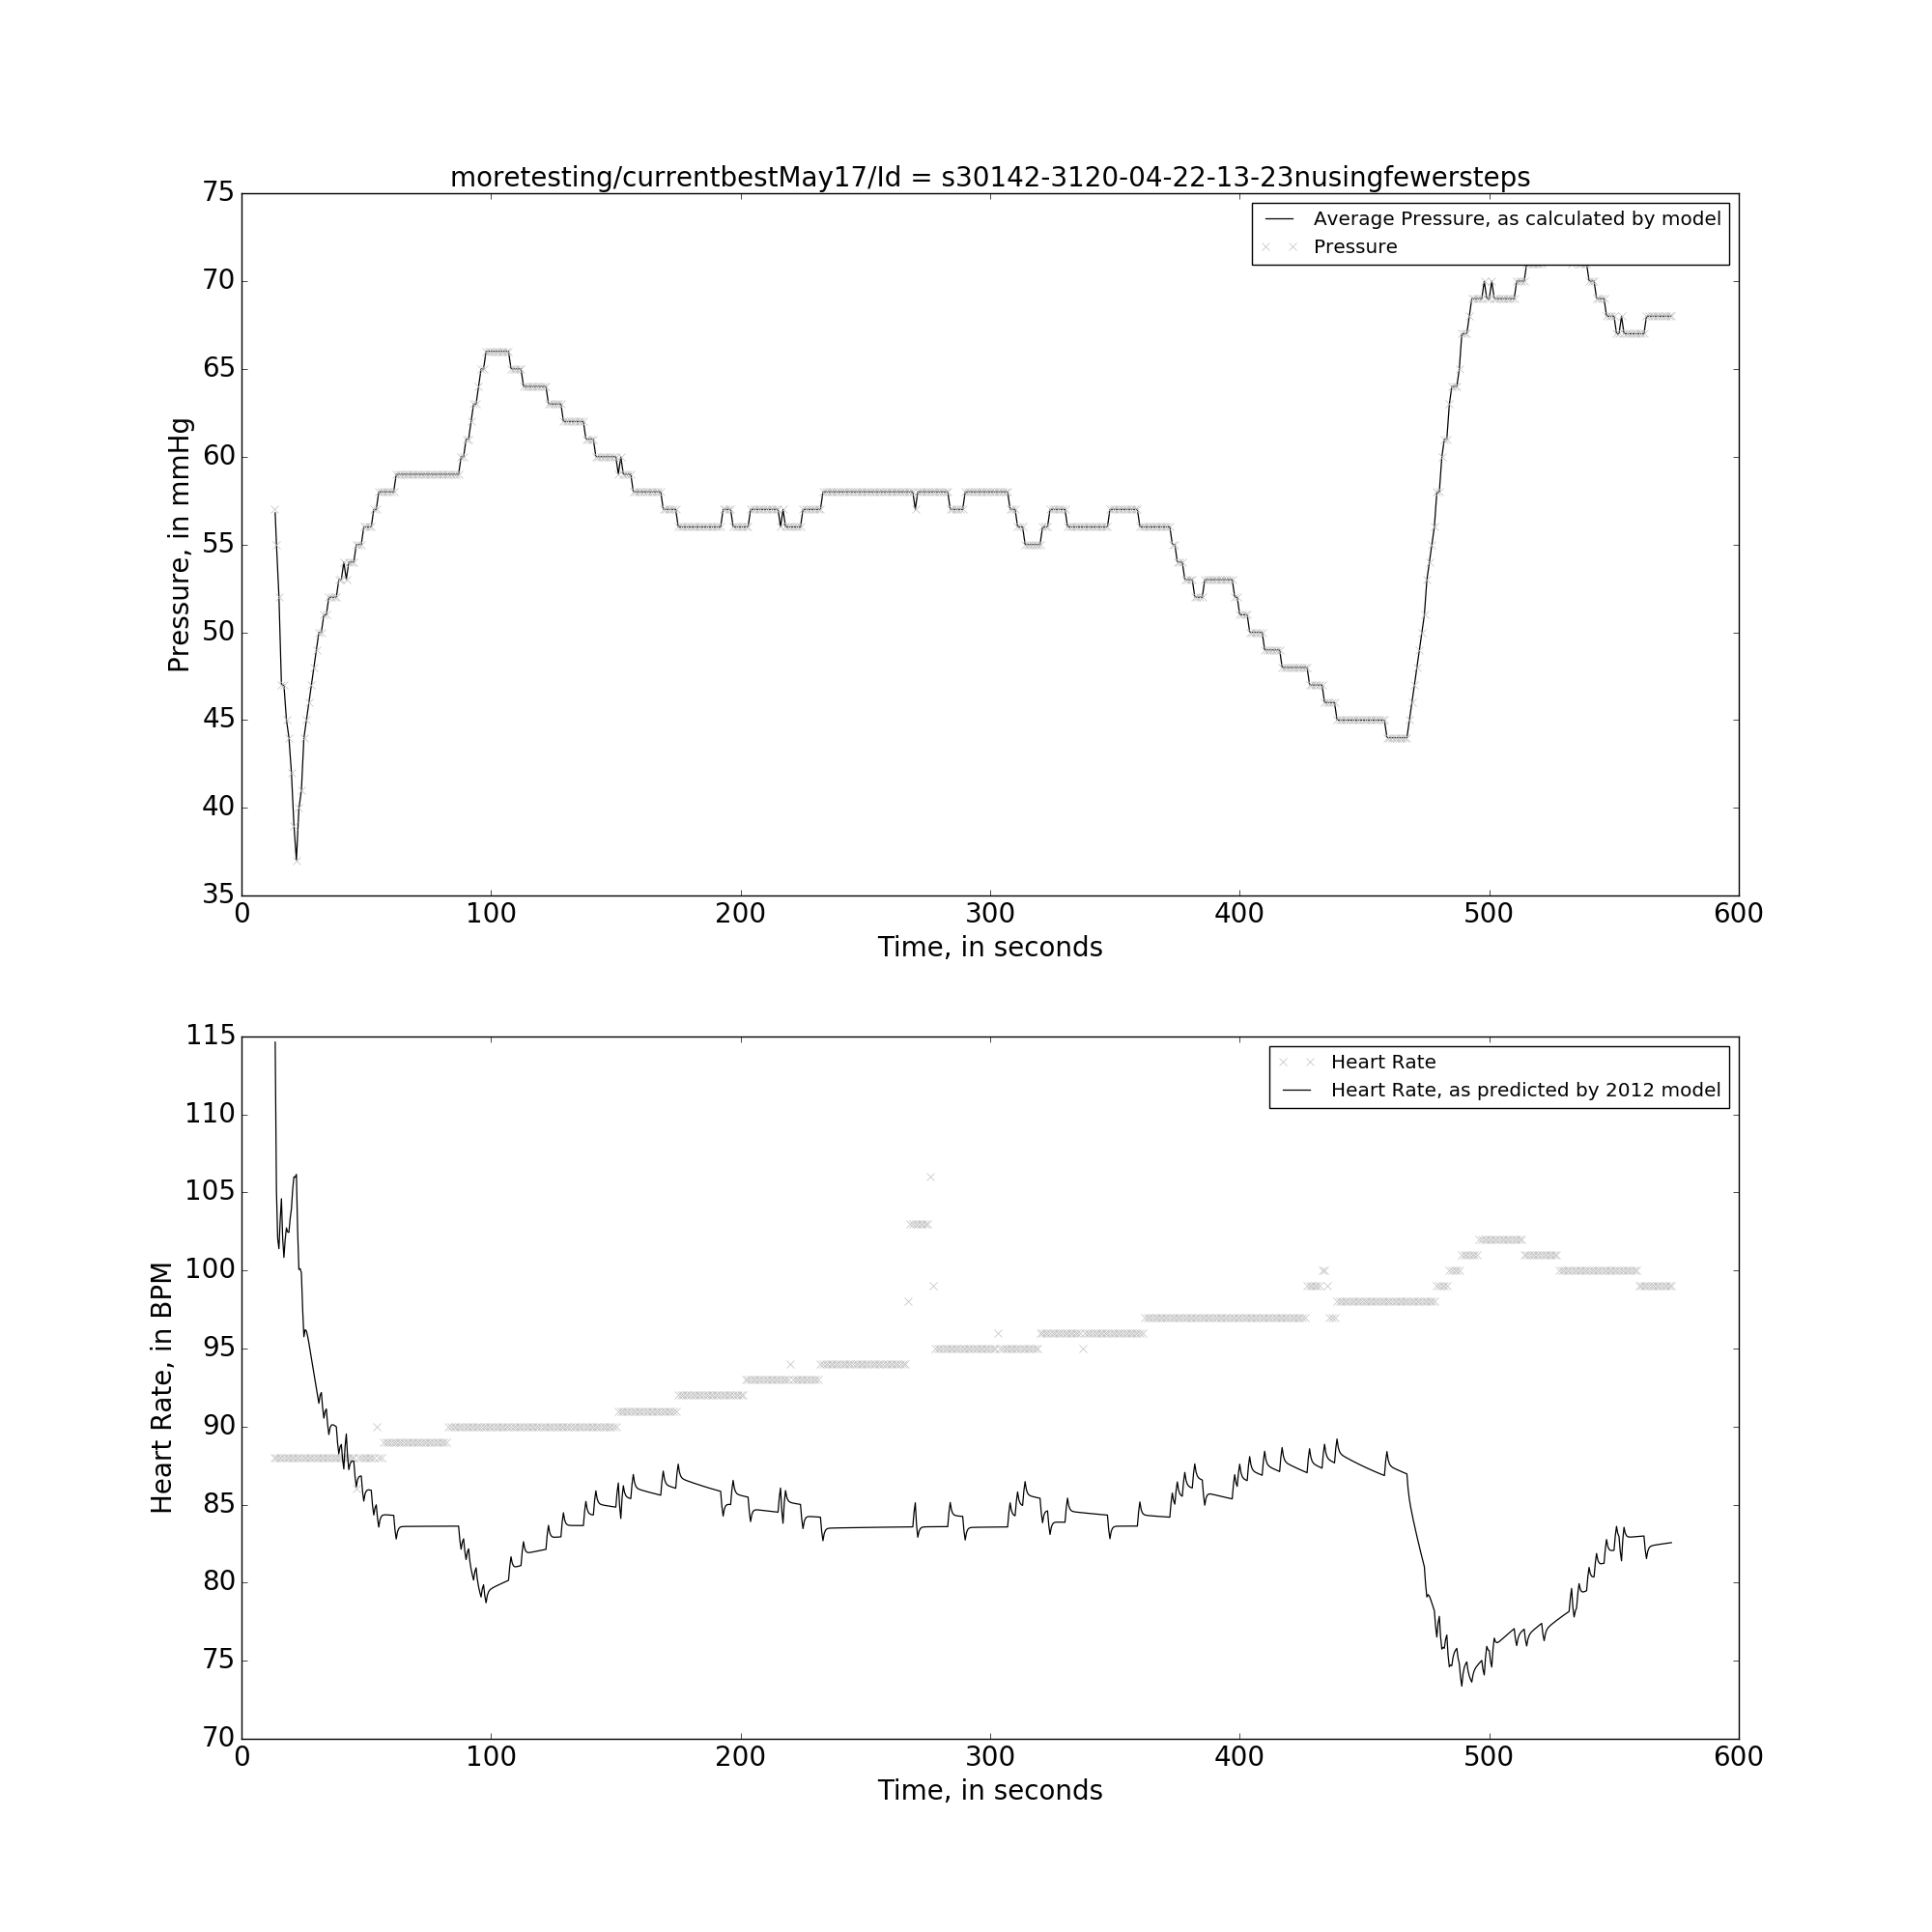 moretesting/currentbestMay17/Id = s30142-3120-04-22-13-23nusingfewersteps
75
70
65
60
55
50
45
40
35
Pressure, in mmHg
Average Pressure, as calculated by model
Pressure
0 100 200 300 400 500 600
Time, in seconds
115
110
105
100
95
90
85
80
75
70
Heart Rate, in BPM
Heart Rate
Heart Rate, as predicted by 2012 model
0 100 200 300 400 500 600
Time, in seconds